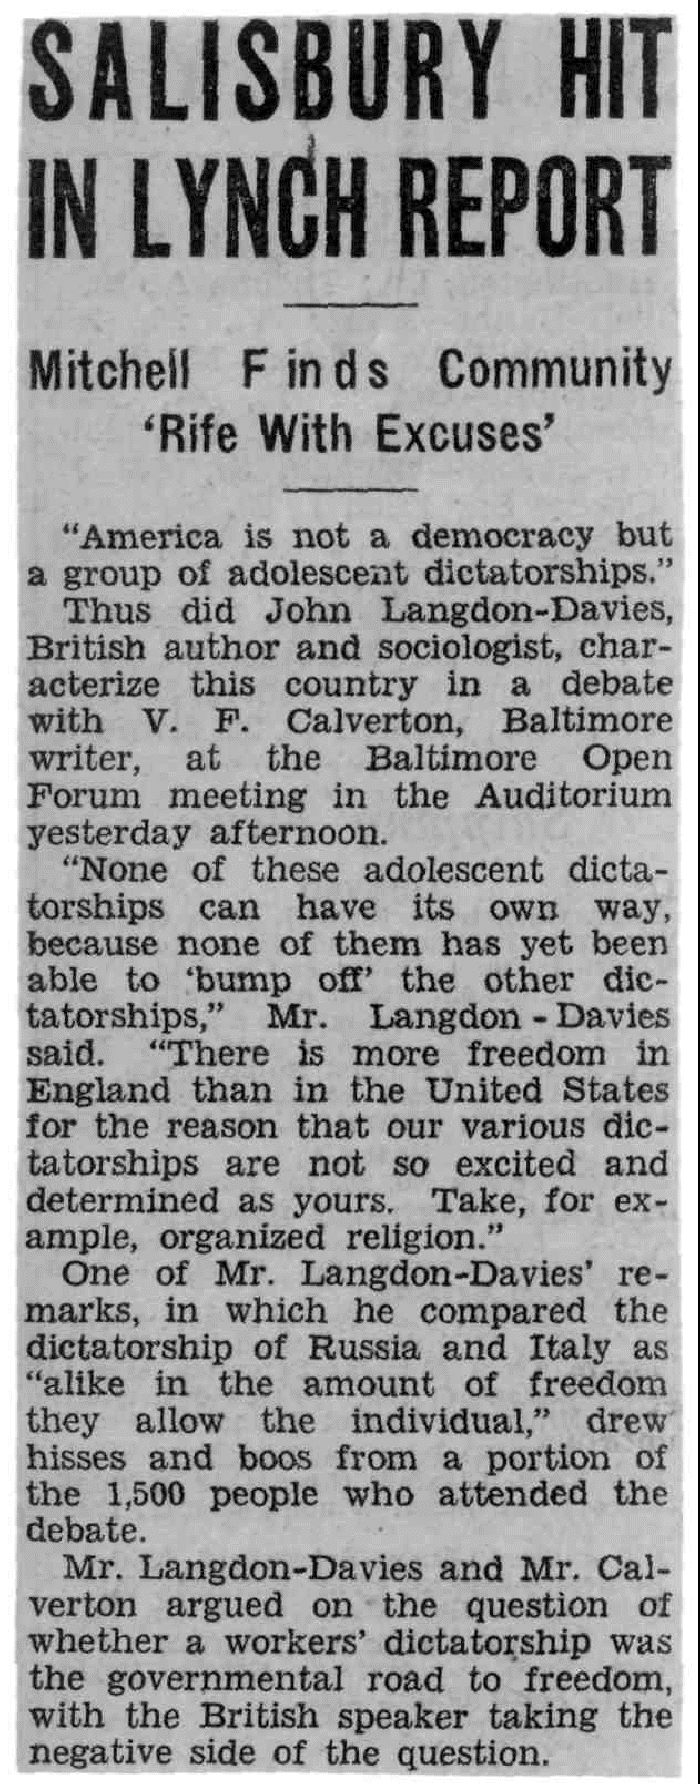 SALISBURY HIT
IN LYNCH REPORT
Mitchell Finds Community
'Rife With Excuses'
"America is not a democracy but
a group of adolescent dictatorships."
Thus did John Langdon-Davies,
British author and sociologist, char-
acterize this country in a debate
with V. F. Calverton, Baltimore
writer, at the Baltimore Open
Forum meeting in the Auditorium
yesterday afternoon.
"None of these adolescent dicta-
torships can have its own way,
because none of them has yet been
able to 'bump off' the other dic-
tatorships," Mr. Langdon-Davies
said. "There is more freedom in
England than in the United States
for the reason that our various dic-
tatorships are not so excited and
determined as yours. Take, for ex-
ample, organized religion."
One of Mr. Langdon-Davies' re-
marks, in which he compared the
dictatorship of Russia and Italy as
"alike in the amount of freedom
they allow the individual," drew
hisses and boos from a portion of
the 1,500 people who attended the
debate.
Mr. Langdon-Davies and Mr. Cal-
verton argued on the question of
whether a workers' dictatorship was
the governmental road to freedom,
with the British speaker taking the
negative side of the question.